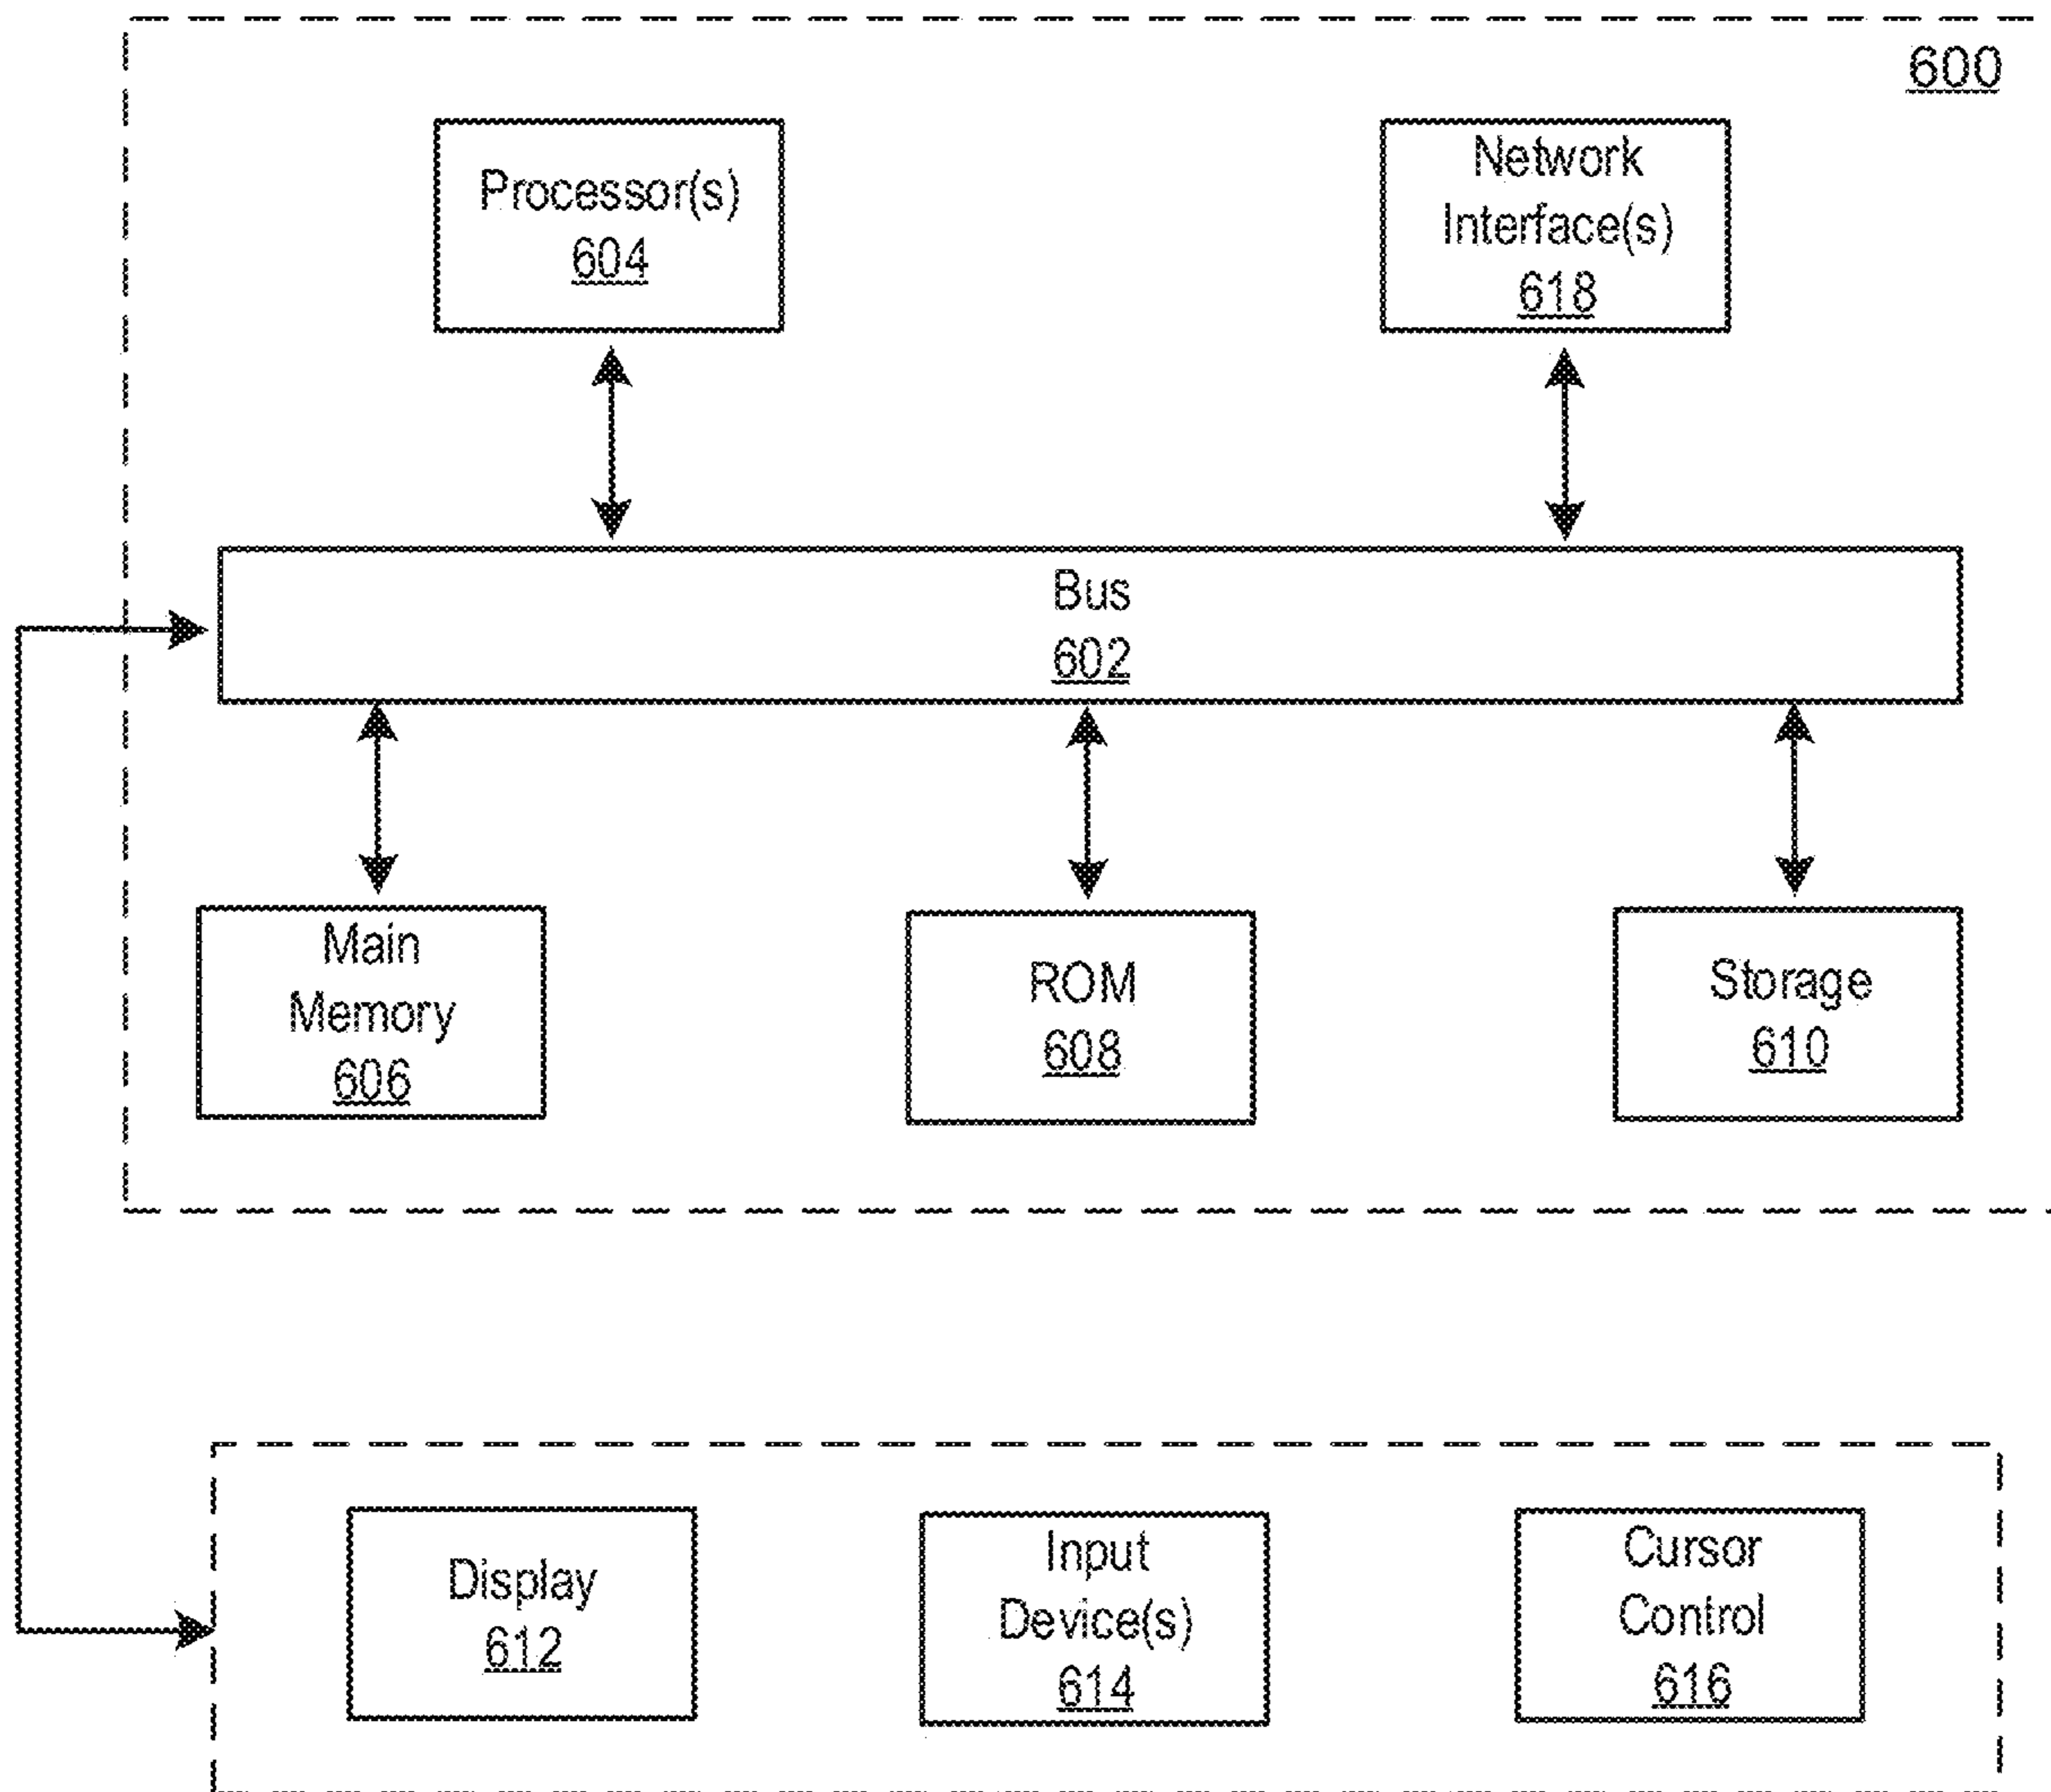 600
Processor(s)
604
Network
Interface(s)
618
Bus
602
Main
Memory
606
ROM
608
Storage
610
Display
612
Input
Device(s)
614
Cursor
Control
616